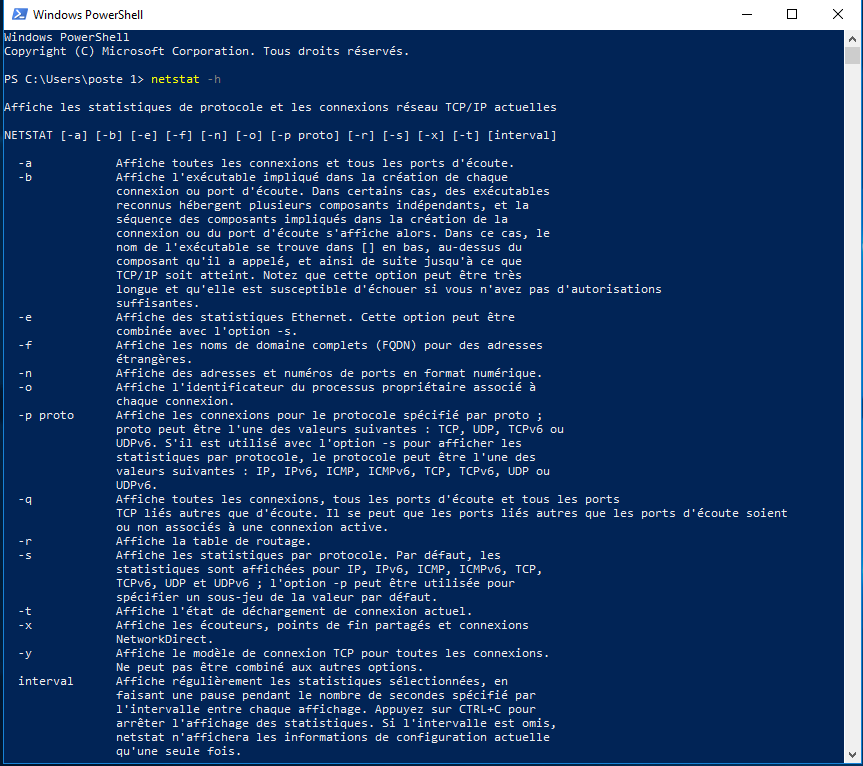 Windows PowerShell
Windows PowerShell
Copyright (C) Microsoft Corporation. Tous droits réservés.
PS C:\Users\poste 1> netstat -h
Affiche les statistiques de protocole et les connexions réseau TCP/IP actuelles
NETSTAT [-a] [-b] [-e] [-f] [-n] [-o] [-p proto] [-r] [-s] [-x] [-t] [interval]
-a Affiche toutes les connexions et tous les ports d'écoute.
-b Affiche l'exécutable impliqué dans la création de chaque
connexion ou port d'écoute. Dans certains cas, des exécutables
reconnus hébergent plusieurs composants indépendants, et la
séquence des composants impliqués dans la création de la
connexion ou du port d'écoute s'affiche alors. Dans ce cas, le
nom de l'exécutable se trouve dans [] en bas, au-dessus du
composant qu'il a appelé, et ainsi de suite jusqu'à ce que
TCP/IP soit atteint. Notez que cette option peut être très
longue et qu'elle est susceptible d'échouer si vous n'avez pas d'autorisations
suffisantes.
-e Affiche des statistiques Ethernet. Cette option peut être
combinée avec l'option -s.
-f Affiche les noms de domaine complets (FQDN) pour des adresses
étrangères.
-n Affiche des adresses et numéros de ports en format numérique.
-o Affiche l'identificateur du processus propriétaire associé à
chaque connexion.
-p proto Affiche les connexions pour le protocole spécifié par proto ;
proto peut être l'une des valeurs suivantes : TCP, UDP, TCPv6 ou
UDPv6. S'il est utilisé avec l'option -s pour afficher les
statistiques par protocole, le protocole peut être l'une des
valeurs suivantes : IP, IPv6, ICMP, ICMPv6, TCP, TCPv6, UDP ou
UDPv6.
-q Affiche toutes les connexions, tous les ports d'écoute et tous les ports
TCP liés autres que d'écoute. Il se peut que les ports liés autres que les ports d'écoute soient
ou non associés à une connexion active.
-r Affiche la table de routage.
-s Affiche les statistiques par protocole. Par défaut, les
statistiques sont affichées pour IP, IPv6, ICMP, ICMPv6, TCP,
TCPv6, UDP et UDPv6 ; l'option -p peut être utilisée pour
spécifier un sous-jeu de la valeur par défaut.
-t Affiche l'état de déchargement de connexion actuel.
-x Affiche les écouteurs, points de fin partagés et connexions
NetworkDirect.
-y Affiche le modèle de connexion TCP pour toutes les connexions.
Ne peut pas être combiné aux autres options.
interval Affiche régulièrement les statistiques sélectionnées, en
faisant une pause pendant le nombre de secondes spécifié par
l'intervalle entre chaque affichage. Appuyez sur CTRL+C pour
arrêter l'affichage des statistiques. Si l'intervalle est omis,
netstat n'affichera les informations de configuration actuelle
qu'une seule fois.